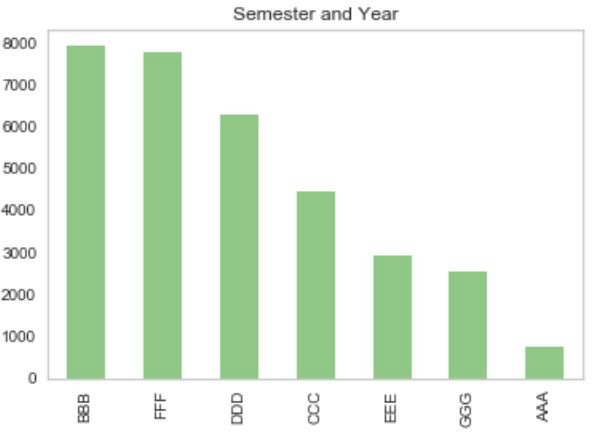 Semester and Year
8000
7000
6000
5000
4000
3000
2000
1000
0
BBB
FFF
DDD
CCC
EEE
GGG
AAA